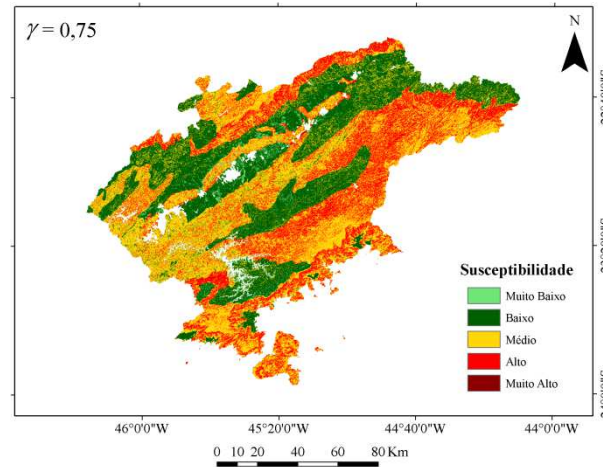 γ = 0,75
N
Susceptibilidade
Muito Baixo
Baixo
Médio
Alto
Muito Alto
46°0'0"W
45°20'0"W
44°40'0"W
44°0'0"W
0 10 20 40 60 80 Km